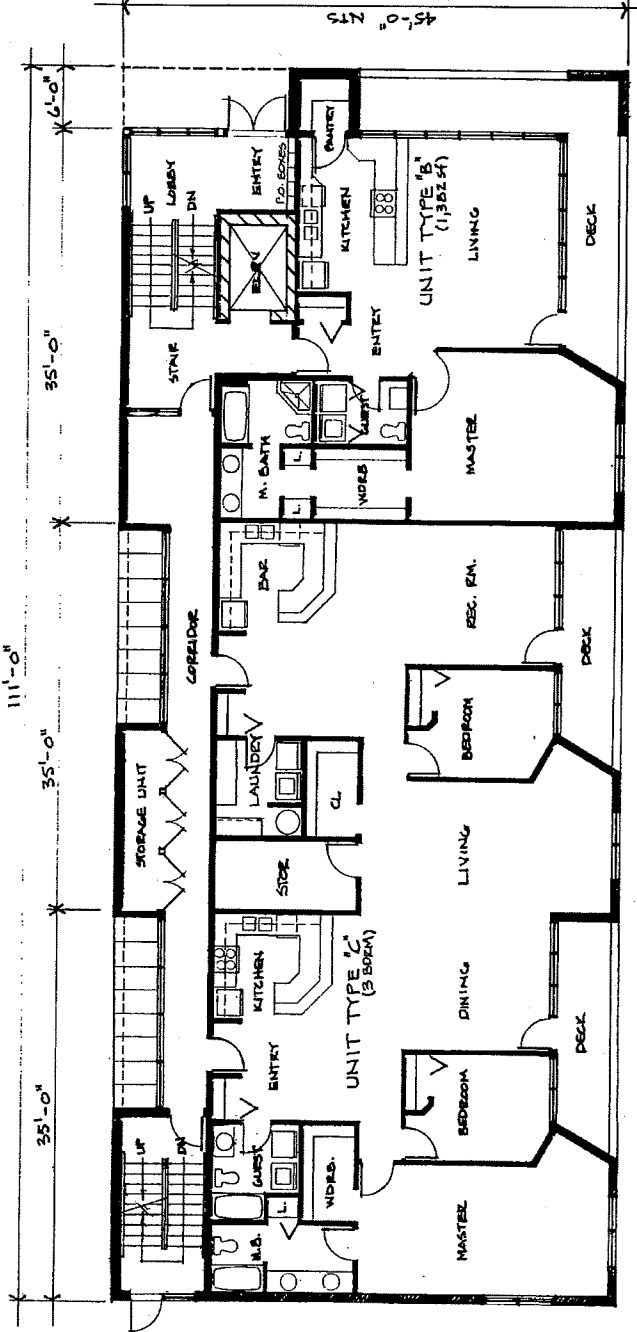 45'-0" NTS
111'-0"
6'-0"
35'-0"
35'-0"
35'-0"
UP
LOBBY
DN
STAIR
ENTRY
P.O. BOXES
ELEV
PANTRY
KITCHEN
UNIT TYPE "B"
(1,382 sf)
LIVING
DECK
ENTRY
GUEST
M. BATH
L.
L.
WDRB
MASTER
CORRIDOR
BAR
REC. RM.
DECK
BEDROOM
LAUNDRY
CL
STORAGE UNIT
STOR
LIVING
KITCHEN
UNIT TYPE "C"
(3 BDRM)
DINING
DECK
ENTRY
BEDROOM
UP
DN
GUEST
L.
WDRB.
M.B.
MASTER